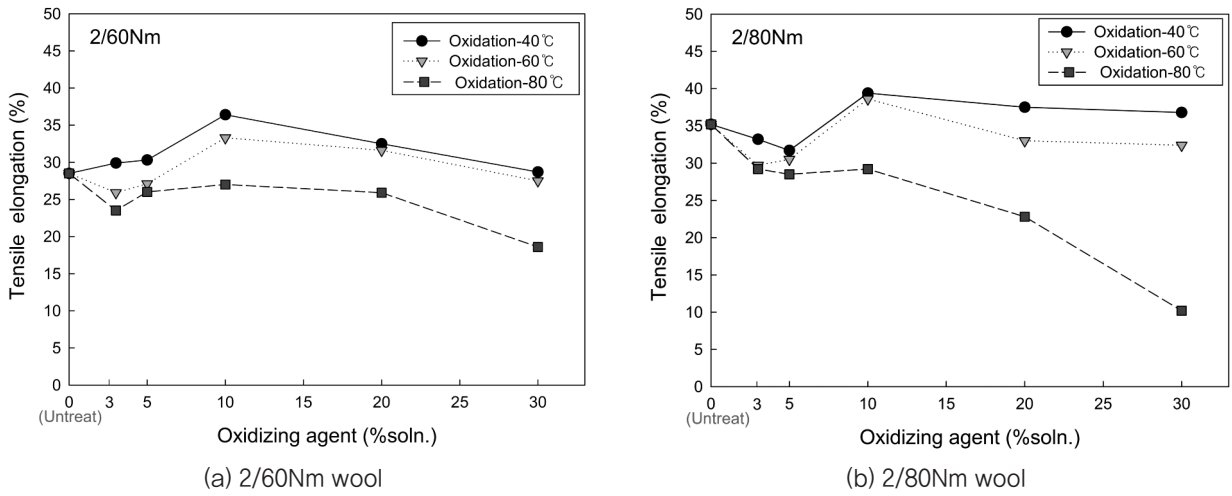 2/60Nm
Oxidation-40℃
Oxidation-60℃
Oxidation-80℃
Tensile elongation (%)
50
45
40
35
30
25
20
15
10
5
0
0 3 5 10 15 20 25 30
(Untreat)
Oxidizing agent (%soln.)
(a) 2/60Nm wool
2/80Nm
Oxidation-40℃
Oxidation-60℃
Oxidation-80℃
Tensile elongation (%)
50
45
40
35
30
25
20
15
10
5
0
0 3 5 10 15 20 25 30
(Untreat)
Oxidizing agent (%soln.)
(b) 2/80Nm wool